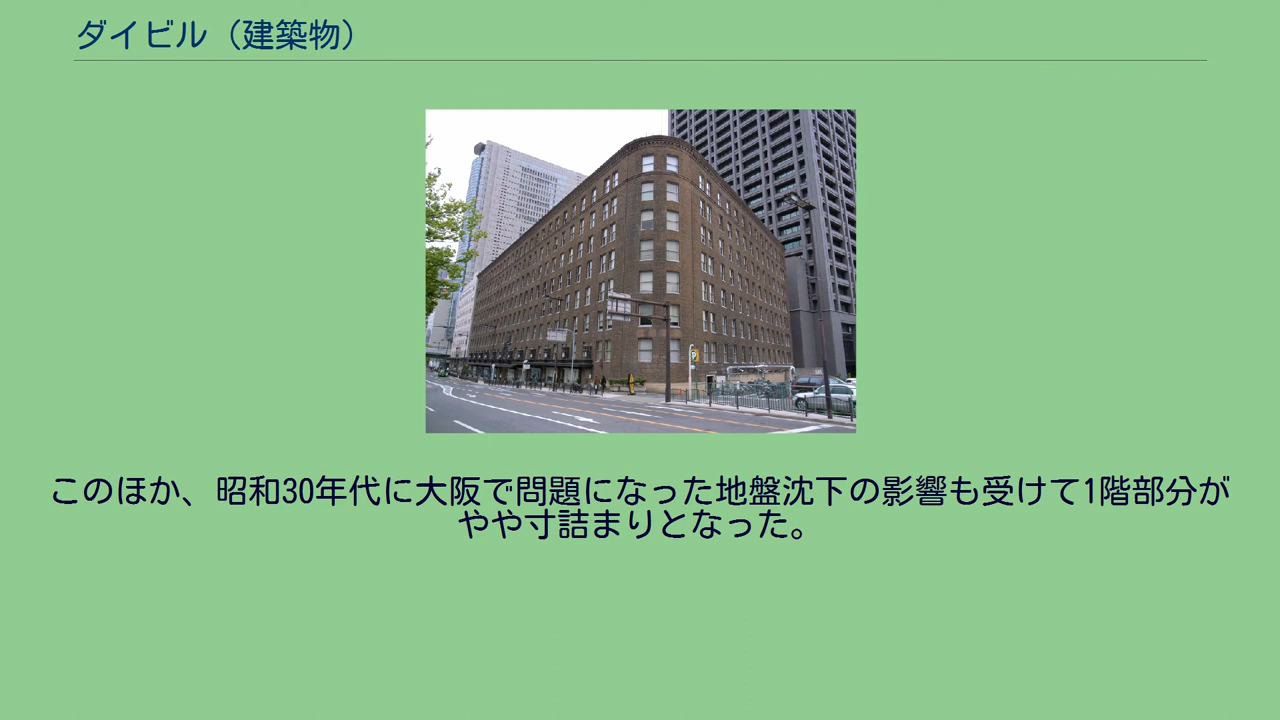 ダイビル（建築物）
このほか、昭和30年代に大阪で問題になった地盤沈下の影響も受けて1階部分が
やや寸詰まりとなった。